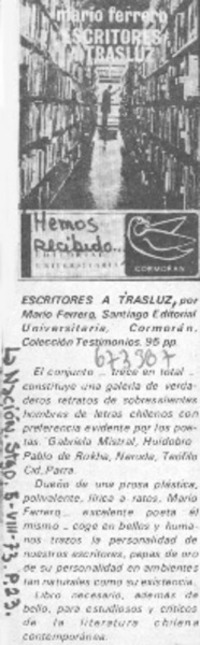 mario ferrero
ESCRITORES
A TRASLUZ
Hemos
Recibido...
EDITORIAL
UNIVERSITARIA
CORMORAN
ESCRITORES A TRASLUZ, por
Mario Ferrero, Santiago Editorial
Universitaria, Cormorán.
Colección Testimonios. 95 pp.
673387
El conjunto - trece en total -
constituye una galería de verda-
deros retratos de sobresalientes
hombres de letras chilenos con
preferencia evidente por los poe-
tas: Gabriela Mistral, Huidobro
Pablo de Rokha, Neruda, Teófilo
Cid, Parra.
Dueño de una prosa plástica,
polivalente, lírica a ratos, Mario
Ferrero - excelente poeta él
mismo - coge en bellos y huma-
nos trazos la personalidad de
nuestros escritores, papas de oro
de su personalidad en ambientes
tan naturales como su existencia.
Libro necesario, además de
bello, para estudiosos y críticos
de la literatura chilena
contemporánea.
La Nación. Stgo. 5-VIII-73. P. 23.